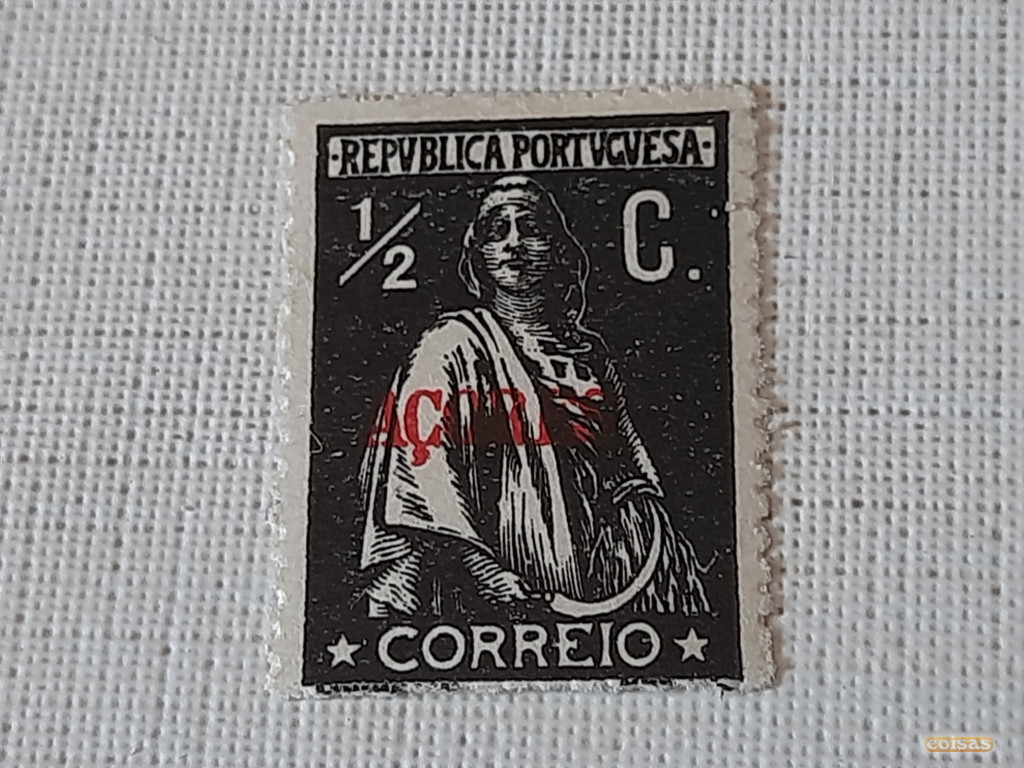 ·REPVBLICA PORTVGVESA·
1/2 C.
AÇORES
★ CORREIO ★
coisas